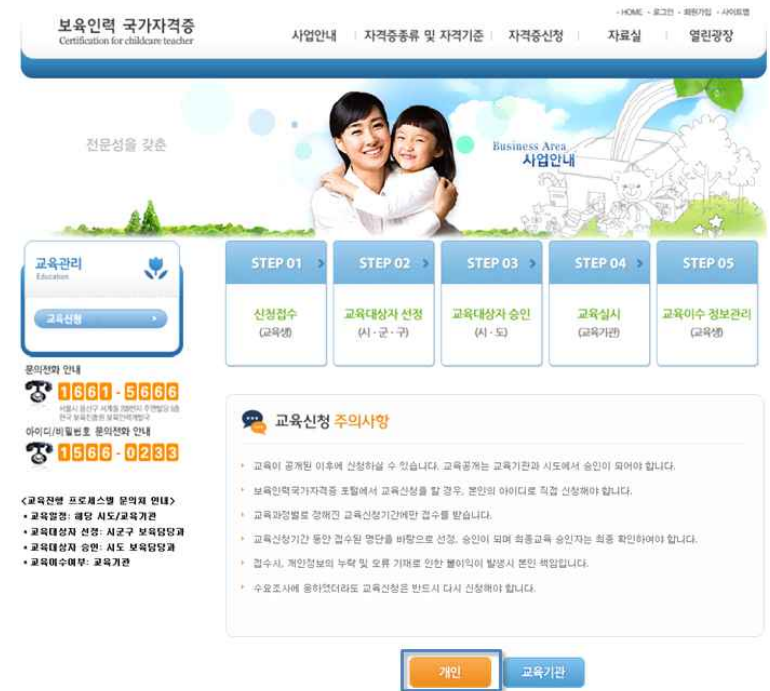 - HOME - 로그인 - 회원가입 - 사이트맵
보육인력 국가자격증
Certification for childcare teacher
사업안내 자격증종류 및 자격기준 자격증신청 자료실 열린광장
전문성을 갖춘
Business Area
사업안내
교육관리
Education
교육신청
STEP 01 STEP 02 STEP 03 STEP 04 STEP 05
신청접수 교육대상자 선정 교육대상자 승인 교육실시 교육이수 정보관리
(교육생) (시·군·구) (시·도) (교육기관) (교육생)
문의전화 안내
1661-5666
한국 보육진흥원 보육인력개발국
아이디/비밀번호 문의전화 안내
1566-0233
<교육진행 프로세스별 문의처 안내>
• 교육일정: 해당 시도/교육기관
• 교육대상자 선정: 시군구 보육담당과
• 교육대상자 승인: 시도 보육담당과
• 교육이수여부: 교육기관
교육신청 주의사항
교육이 공개된 이후에 신청하실 수 있습니다. 교육공개는 교육기관과 시도에서 승인이 되어야 합니다.
보육인력국가자격증 포털에서 교육신청을 할 경우, 본인의 아이디로 직접 신청해야 합니다.
교육과정별로 정해진 교육신청기간에만 접수를 받습니다.
교육신청기간 동안 접수된 명단을 바탕으로 선정, 승인이 되며 최종교육 승인자는 최종 확인하여야 합니다.
접수시, 개인정보의 누락 및 오류 기재로 인한 불이익이 발생시 본인 책임입니다.
수요조사에 응하였더라도 교육신청은 반드시 다시 신청해야 합니다.
개인 교육기관